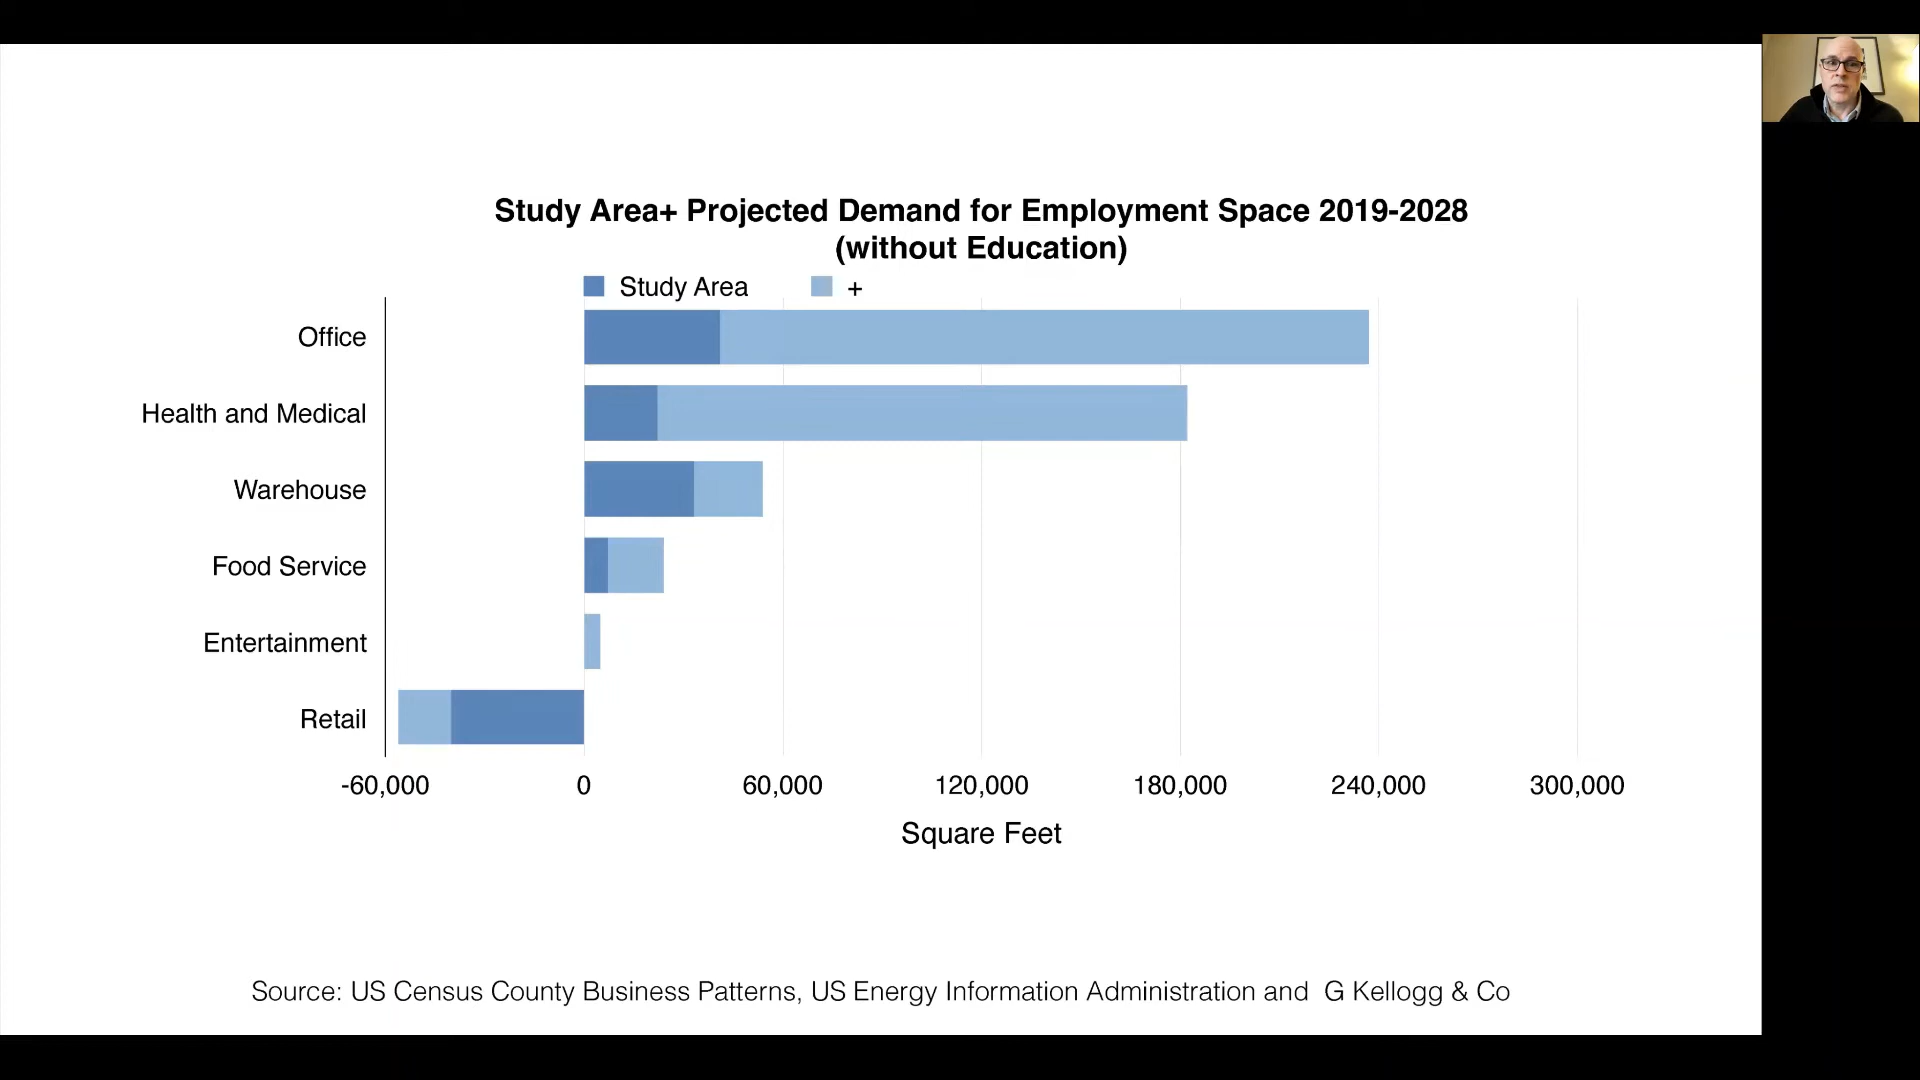 Study Area+ Projected Demand for Employment Space 2019-2028
(without Education)
Study Area +
Office
Health and Medical
Warehouse
Food Service
Entertainment
Retail
-60,000 0 60,000 120,000 180,000 240,000 300,000
Square Feet
Source: US Census County Business Patterns, US Energy Information Administration and G Kellogg & Co